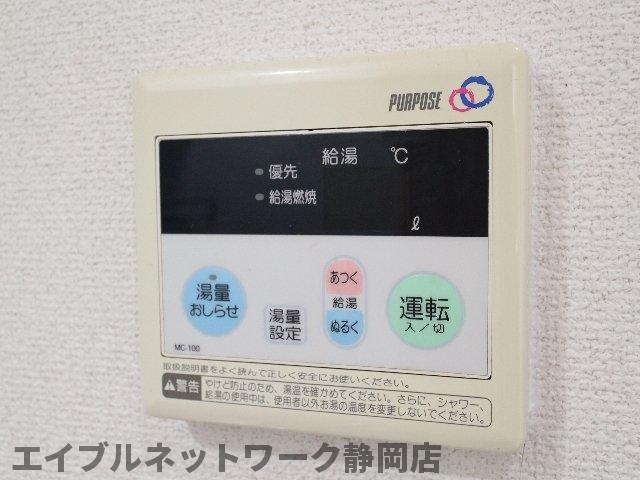 PURPOSE
給湯 ℃
優先
給湯燃焼
ℓ
湯量
おしらせ
湯量
設定
あつく
給湯
ぬるく
運転
入／切
MC-100
取扱説明書をよく読んで正しく安全にお使いください。
警告
やけど防止のため、湯温を確かめてください。さらに、シャワー、
給湯の使用中は、使用者以外お湯の温度を変更しないでください。
エイブルネットワーク静岡店